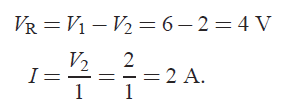 V_R = V_1 − V_2 = 6 − 2 = 4 V
I = V_2/1 = 2/1 = 2 A.